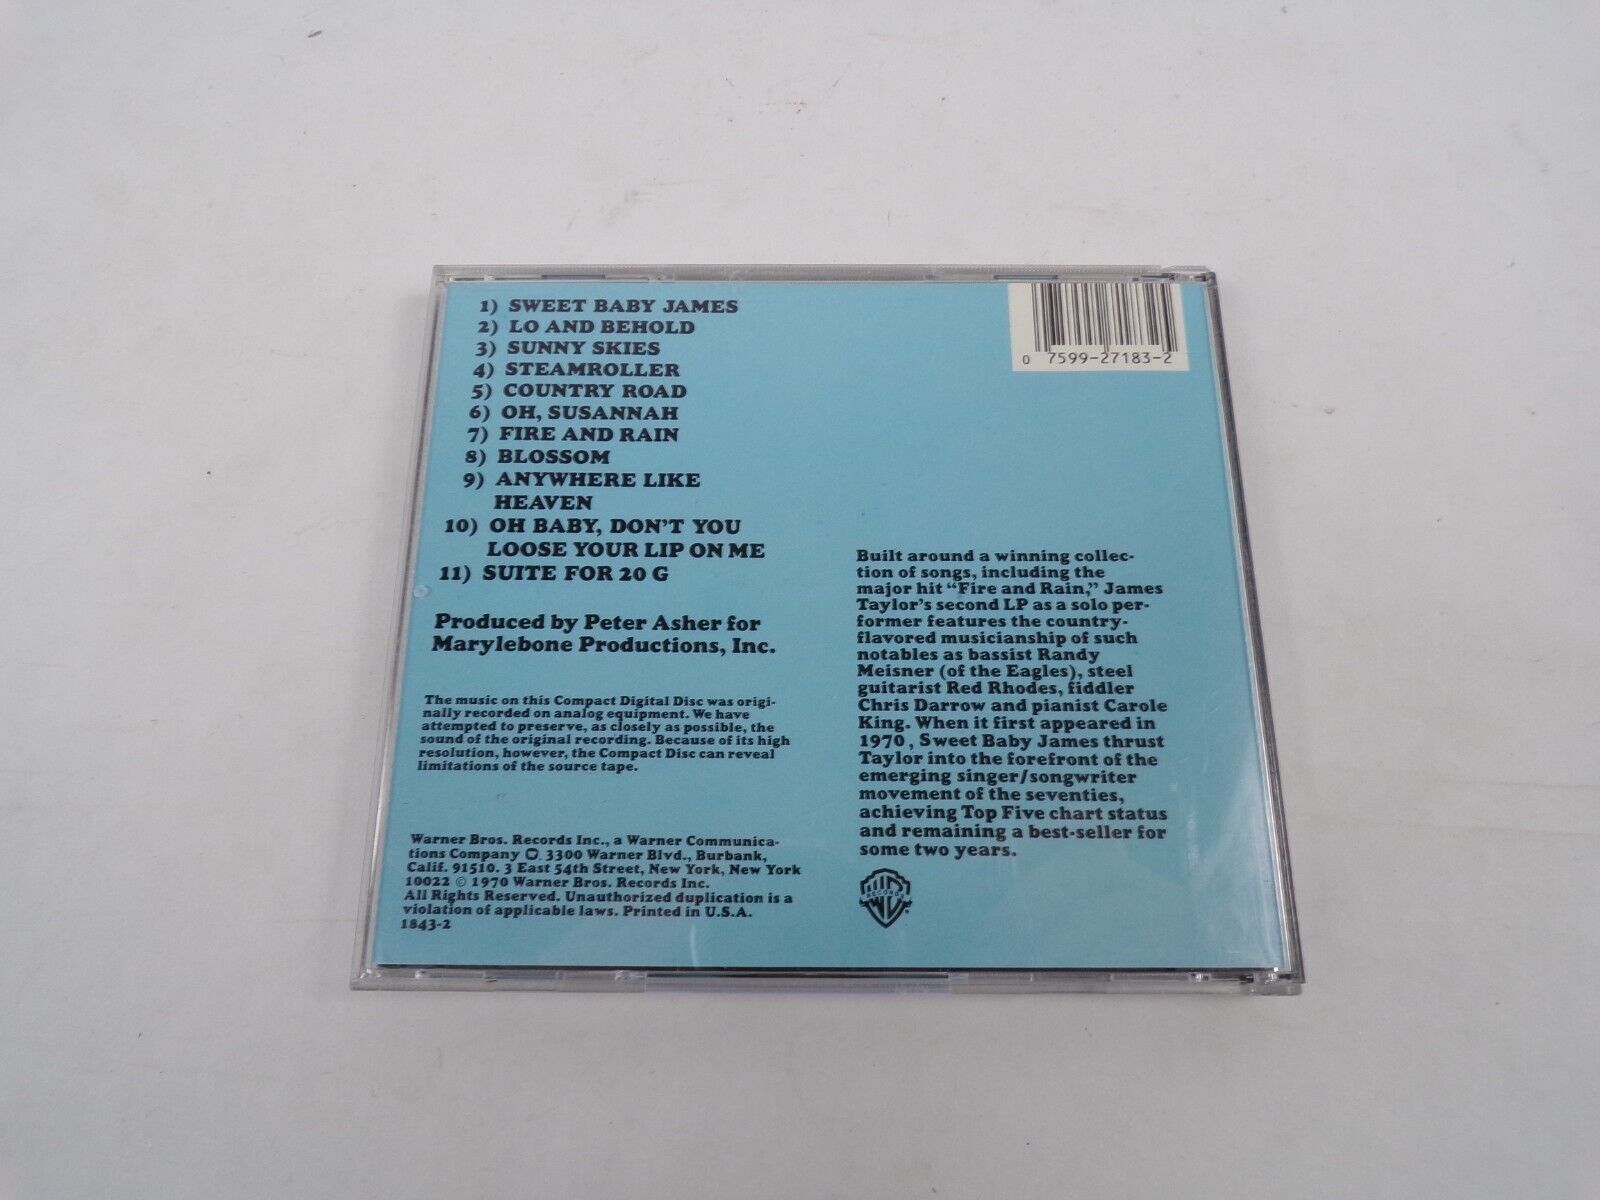 1) SWEET BABY JAMES
2) LO AND BEHOLD
3) SUNNY SKIES
4) STEAMROLLER
5) COUNTRY ROAD
6) OH, SUSANNAH
7) FIRE AND RAIN
8) BLOSSOM
9) ANYWHERE LIKE
HEAVEN
10) OH BABY, DON'T YOU
LOOSE YOUR LIP ON ME
11) SUITE FOR 20 G
Produced by Peter Asher for
Marylebone Productions, Inc.
The music on this Compact Digital Disc was origi-
nally recorded on analog equipment. We have
attempted to preserve, as closely as possible, the
sound of the original recording. Because of its high
resolution, however, the Compact Disc can reveal
limitations of the source tape.
Warner Bros. Records Inc., a Warner Communica-
tions Company 3300 Warner Blvd., Burbank,
Calif. 91510. 3 East 54th Street, New York, New York
10022 © 1970 Warner Bros. Records Inc.
All Rights Reserved. Unauthorized duplication is a
violation of applicable laws. Printed in U.S.A.
1843-2
0 7599-27183-2
Built around a winning collec-
tion of songs, including the
major hit "Fire and Rain," James
Taylor's second LP as a solo per-
former features the country-
flavored musicianship of such
notables as bassist Randy
Meisner (of the Eagles), steel
guitarist Red Rhodes, fiddler
Chris Darrow and pianist Carole
King. When it first appeared in
1970, Sweet Baby James thrust
Taylor into the forefront of the
emerging singer/songwriter
movement of the seventies,
achieving Top Five chart status
and remaining a best-seller for
some two years.
WB
RECORDS
®